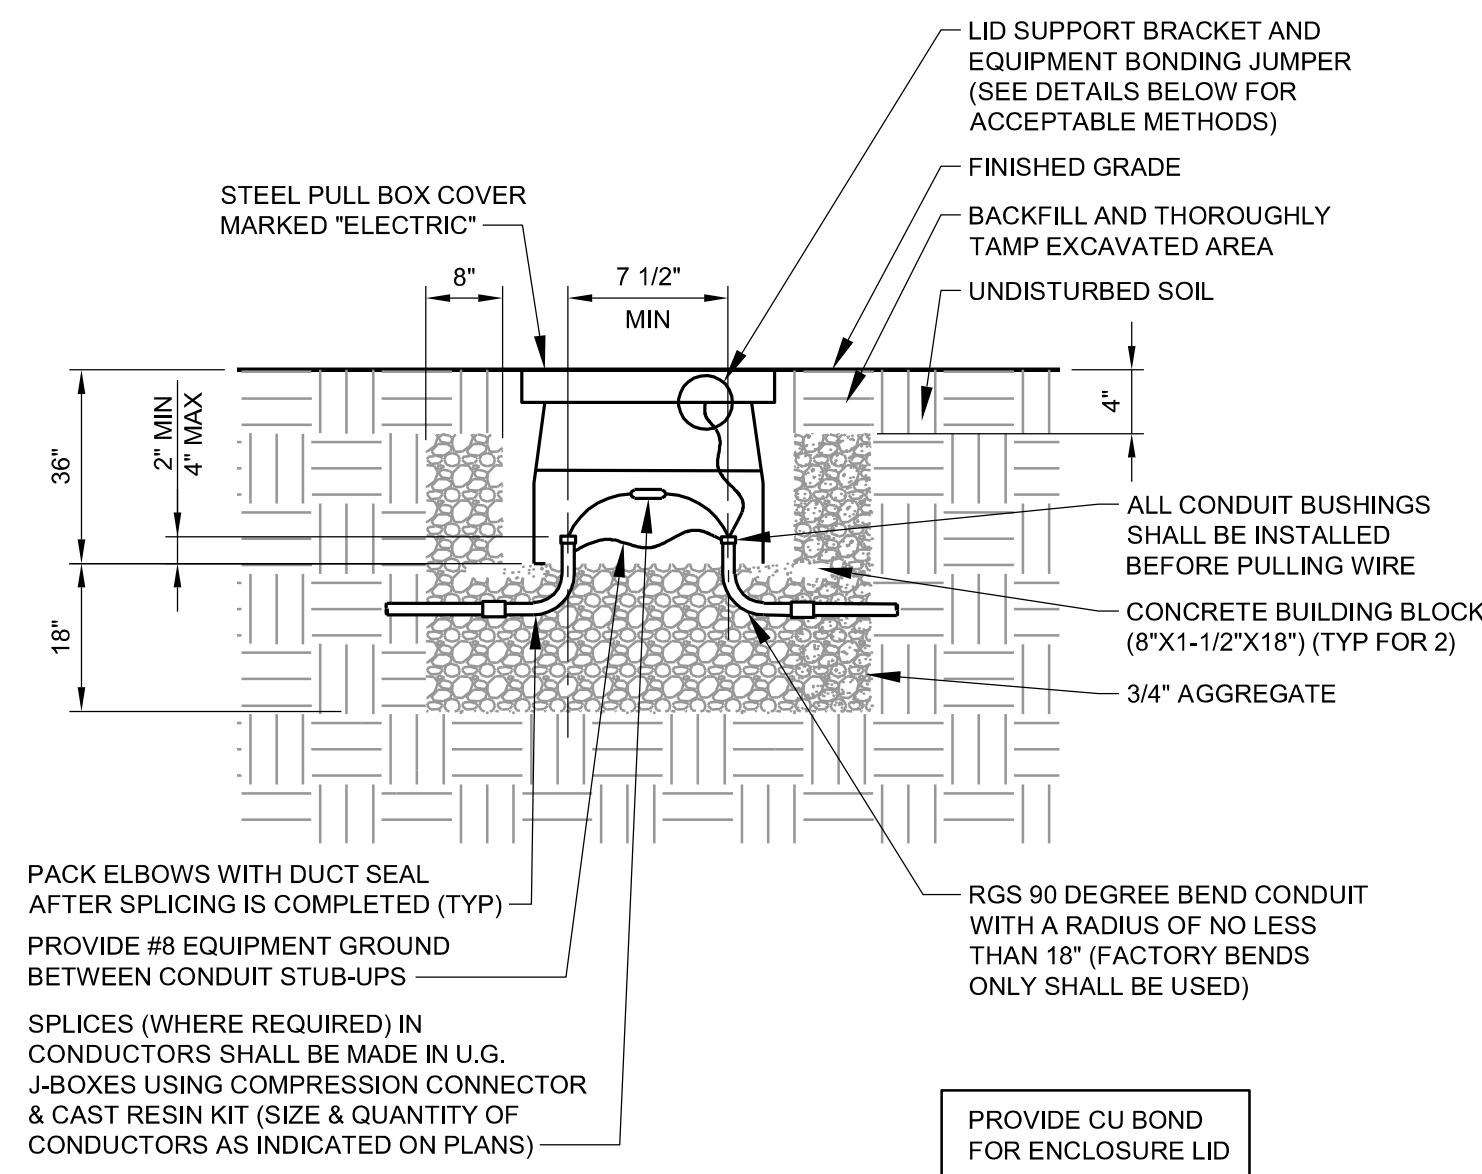 LID SUPPORT BRACKET AND
EQUIPMENT BONDING JUMPER
(SEE DETAILS BELOW FOR
ACCEPTABLE METHODS)
FINISHED GRADE
STEEL PULL BOX COVER
MARKED "ELECTRIC"
BACKFILL AND THOROUGHLY
TAMP EXCAVATED AREA
8"
7 1/2"
MIN
UNDISTURBED SOIL
36"
2" MIN
4" MAX
4"
18"
ALL CONDUIT BUSHINGS
SHALL BE INSTALLED
BEFORE PULLING WIRE
CONCRETE BUILDING BLOCK
(8"X1-1/2"X18") (TYP FOR 2)
3/4" AGGREGATE
PACK ELBOWS WITH DUCT SEAL
AFTER SPLICING IS COMPLETED (TYP)
PROVIDE #8 EQUIPMENT GROUND
BETWEEN CONDUIT STUB-UPS
SPLICES (WHERE REQUIRED) IN
CONDUCTORS SHALL BE MADE IN U.G.
J-BOXES USING COMPRESSION CONNECTOR
& CAST RESIN KIT (SIZE & QUANTITY OF
CONDUCTORS AS INDICATED ON PLANS)
RGS 90 DEGREE BEND CONDUIT
WITH A RADIUS OF NO LESS
THAN 18" (FACTORY BENDS
ONLY SHALL BE USED)
PROVIDE CU BOND
FOR ENCLOSURE LID